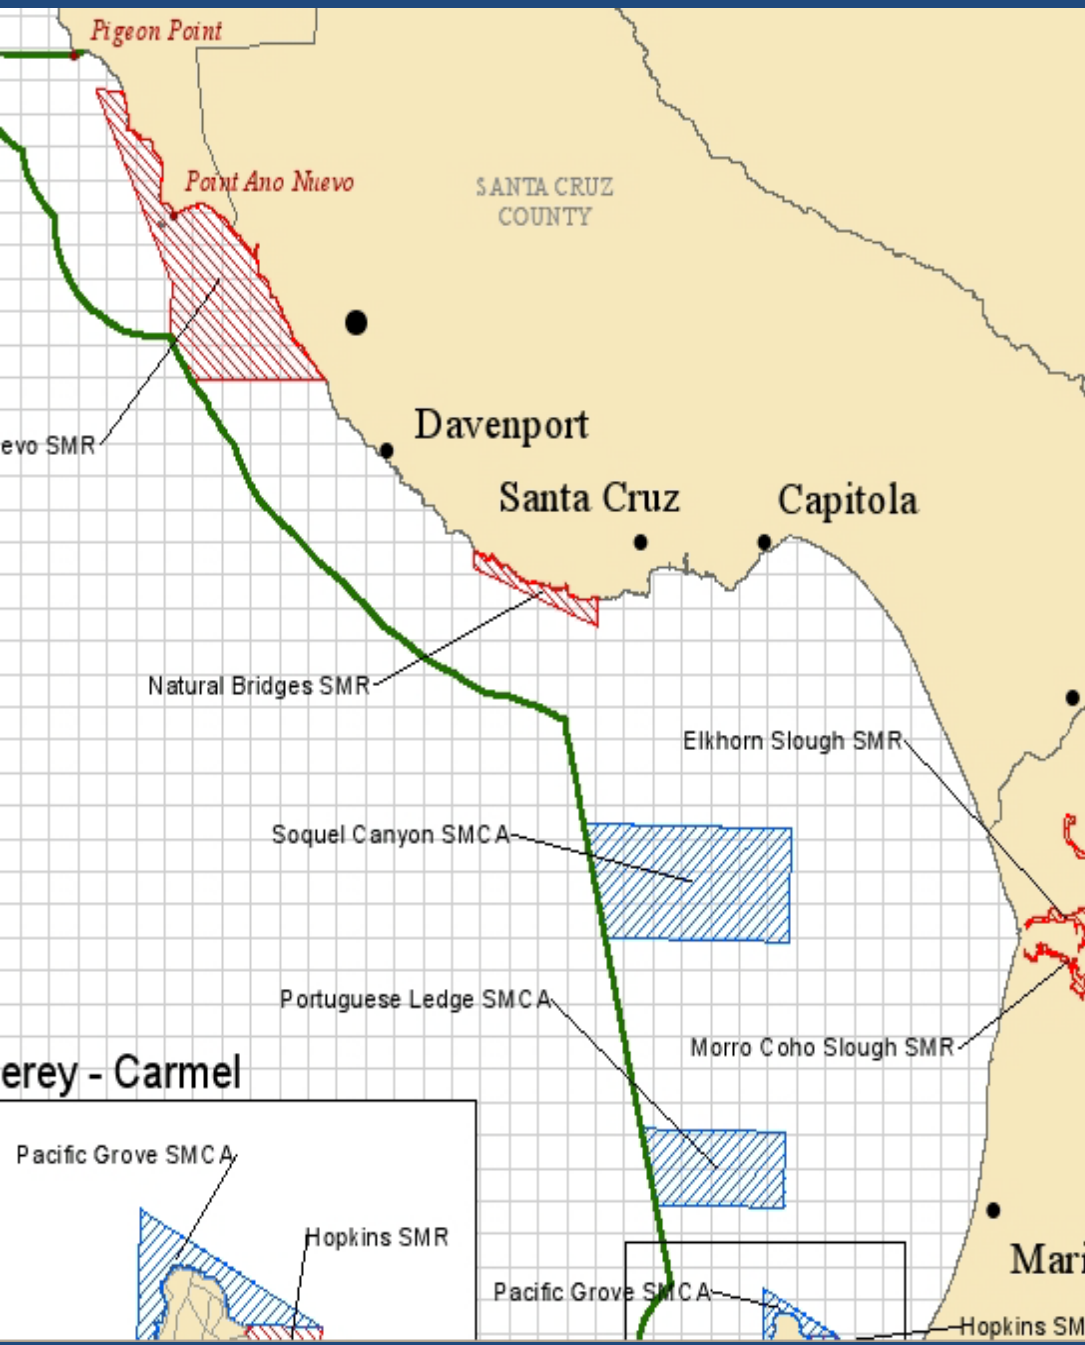 Pigeon Point
Point Ano Nuevo
SANTA CRUZ
COUNTY
Davenport
evo SMR
Santa Cruz
Capitola
Natural Bridges SMR
Elkhorn Slough SMR
Soquel Canyon SMCA
Portuguese Ledge SMCA
Morro Coho Slough SMR
erey - Carmel
Pacific Grove SMCA
Hopkins SMR
Mari
Pacific Grove SMCA
Hopkins SM